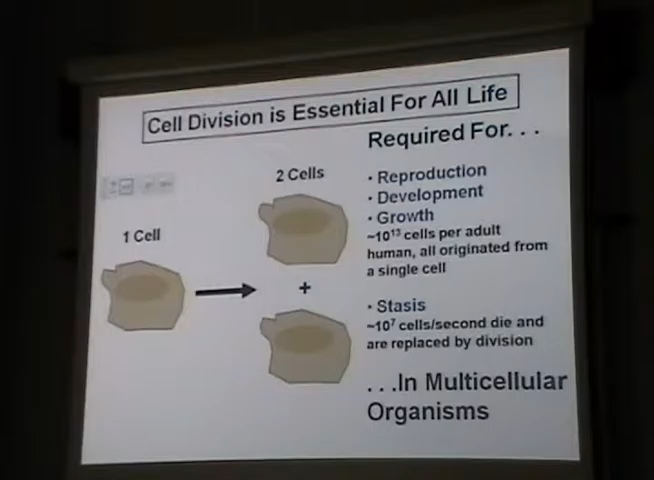 Cell Division is Essential For All Life
Required For. . .
2 Cells
1 Cell
+
· Reproduction
· Development
· Growth
~10¹³ cells per adult
human, all originated from
a single cell
· Stasis
~10⁷ cells/second die and
are replaced by division
. . .In Multicellular
Organisms